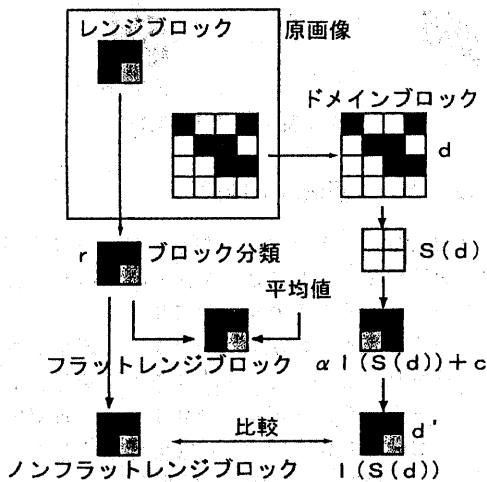 レンジブロック
原画像
ドメインブロック
d
r
ブロック分類
S(d)
平均値
フラットレンジブロック
α I(S(d))+c
比較
d'
ノンフラットレンジブロック
I(S(d))